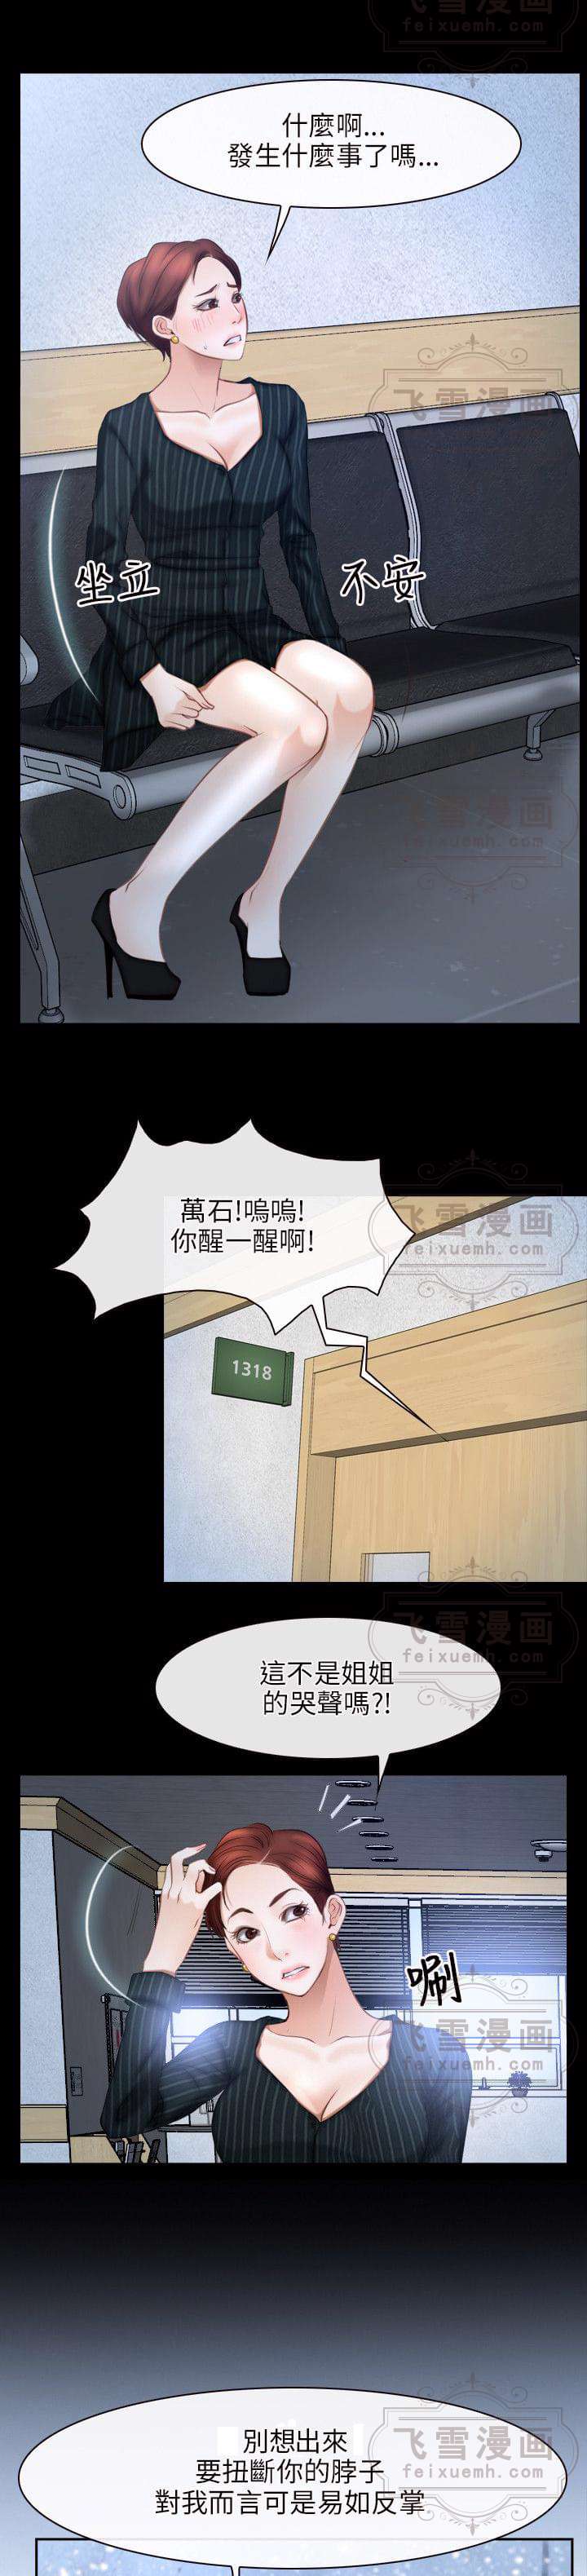 飞雪漫画
feixuemh.com
什麼啊...
發生什麼事了嗎...
飞雪漫画
坐立
不安
飞雪漫画
feixuemh.com
萬石!嗚嗚!
你醒一醒啊!
飞雪漫画
feixuemh.com
1318
飞雪漫画
feixuemh.com
這不是姐姐
的哭聲嗎?!
唰
飞雪漫画
feixuemh.com
飞雪漫画
feixuemh.com
別想出來
要扭斷你的脖子
對我而言可是易如反掌